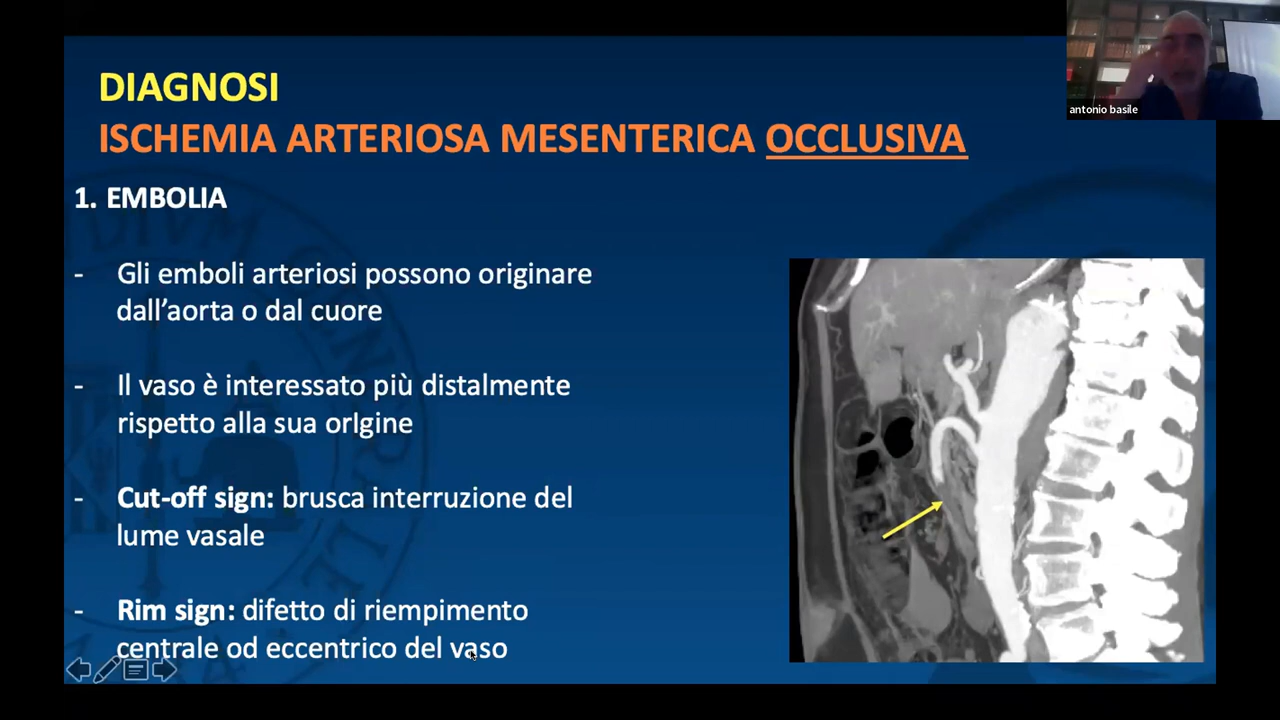 antonio basile
DIAGNOSI
ISCHEMIA ARTERIOSA MESENTERICA OCCLUSIVA
1. EMBOLIA
- Gli emboli arteriosi possono originare
dall’aorta o dal cuore
- Il vaso è interessato più distalmente
rispetto alla sua orIgine
- Cut-off sign: brusca interruzione del
lume vasale
- Rim sign: difetto di riempimento
centrale od eccentrico del vaso